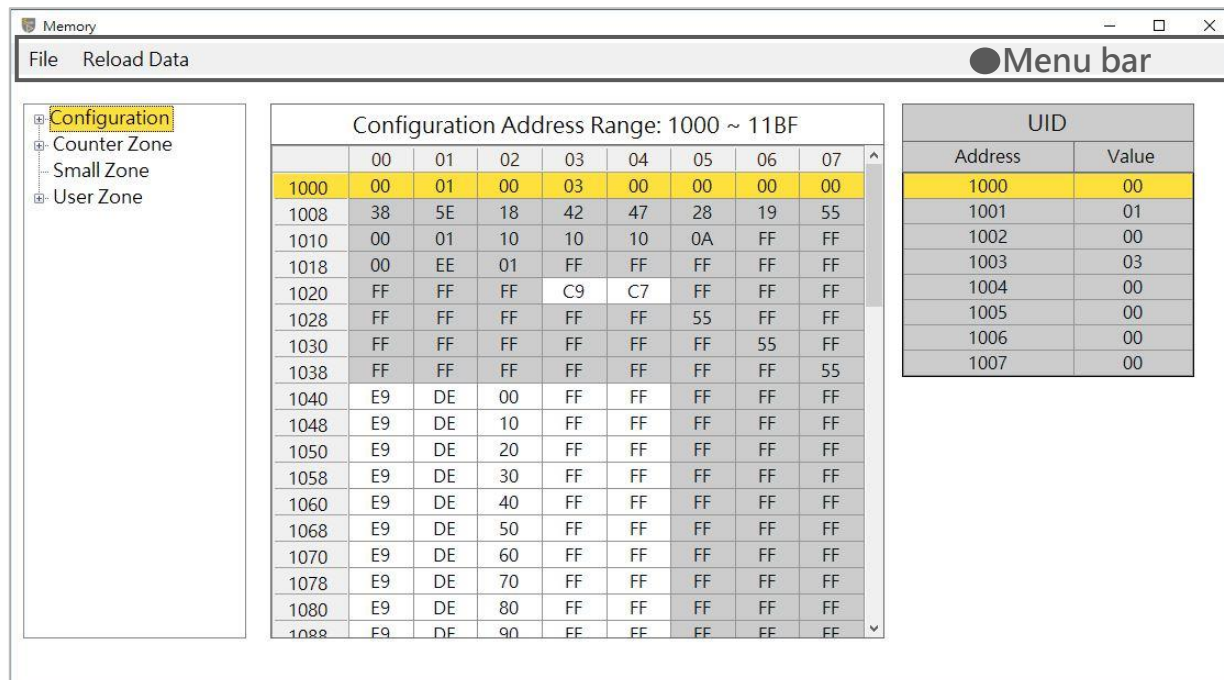 Memory
File Reload Data
Menu bar
Configuration
Counter Zone
Small Zone
User Zone
Configuration Address Range: 1000 ~ 11BF
00 01 02 03 04 05 06 07
1000 00 01 00 03 00 00 00 00
1008 38 5E 18 42 47 28 19 55
1010 00 01 10 10 10 0A FF FF
1018 00 EE 01 FF FF FF FF FF
1020 FF FF FF C9 C7 FF FF FF
1028 FF FF FF FF FF 55 FF FF
1030 FF FF FF FF FF FF 55 FF
1038 FF FF FF FF FF FF FF 55
1040 E9 DE 00 FF FF FF FF FF
1048 E9 DE 10 FF FF FF FF FF
1050 E9 DE 20 FF FF FF FF FF
1058 E9 DE 30 FF FF FF FF FF
1060 E9 DE 40 FF FF FF FF FF
1068 E9 DE 50 FF FF FF FF FF
1070 E9 DE 60 FF FF FF FF FF
1078 E9 DE 70 FF FF FF FF FF
1080 E9 DE 80 FF FF FF FF FF
1088 E9 DE 90 FF FF FF FF FF
UID
Address Value
1000 00
1001 01
1002 00
1003 03
1004 00
1005 00
1006 00
1007 00